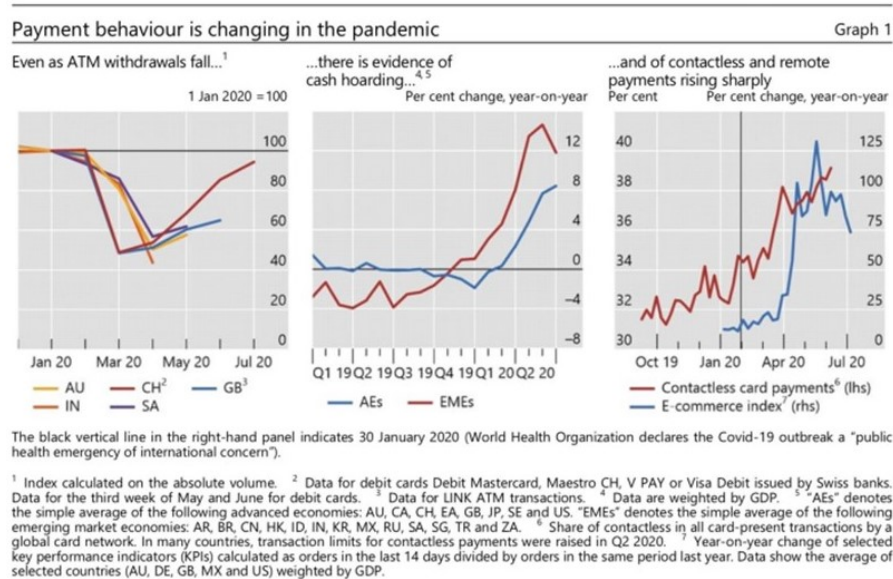 Payment behaviour is changing in the pandemic
Graph 1
Even as ATM withdrawals fall...¹
...there is evidence of
cash hoarding...⁴,⁵
...and of contactless and remote
payments rising sharply
1 Jan 2020 =100
Per cent change, year-on-year
Per cent
Per cent change, year-on-year
100
80
60
40
20
0
Jan 20 Mar 20 May 20 Jul 20
12
8
4
0
–4
–8
Q1 19 Q2 19 Q3 19 Q4 19 Q1 20 Q2 20
40
38
36
34
32
30
125
100
75
50
25
0
Oct 19 Jan 20 Apr 20 Jul 20
AU CH² GB³
IN SA
AEs EMEs
Contactless card payments⁶ (lhs)
E-commerce index⁷ (rhs)
The black vertical line in the right-hand panel indicates 30 January 2020 (World Health Organization declares the Covid-19 outbreak a "public
health emergency of international concern").
¹ Index calculated on the absolute volume. ² Data for debit cards Debit Mastercard, Maestro CH, V PAY or Visa Debit issued by Swiss banks.
Data for the third week of May and June for debit cards. ³ Data for LINK ATM transactions. ⁴ Data are weighted by GDP. ⁵ "AEs" denotes
the simple average of the following advanced economies: AU, CA, CH, EA, GB, JP, SE and US. "EMEs" denotes the simple average of the following
emerging market economies: AR, BR, CN, HK, ID, IN, KR, MX, RU, SA, SG, TR and ZA. ⁶ Share of contactless in all card-present transactions by a
global card network. In many countries, transaction limits for contactless payments were raised in Q2 2020. ⁷ Year-on-year change of selected
key performance indicators (KPIs) calculated as orders in the last 14 days divided by orders in the same period last year. Data show the average of
selected countries (AU, DE, GB, MX and US) weighted by GDP.